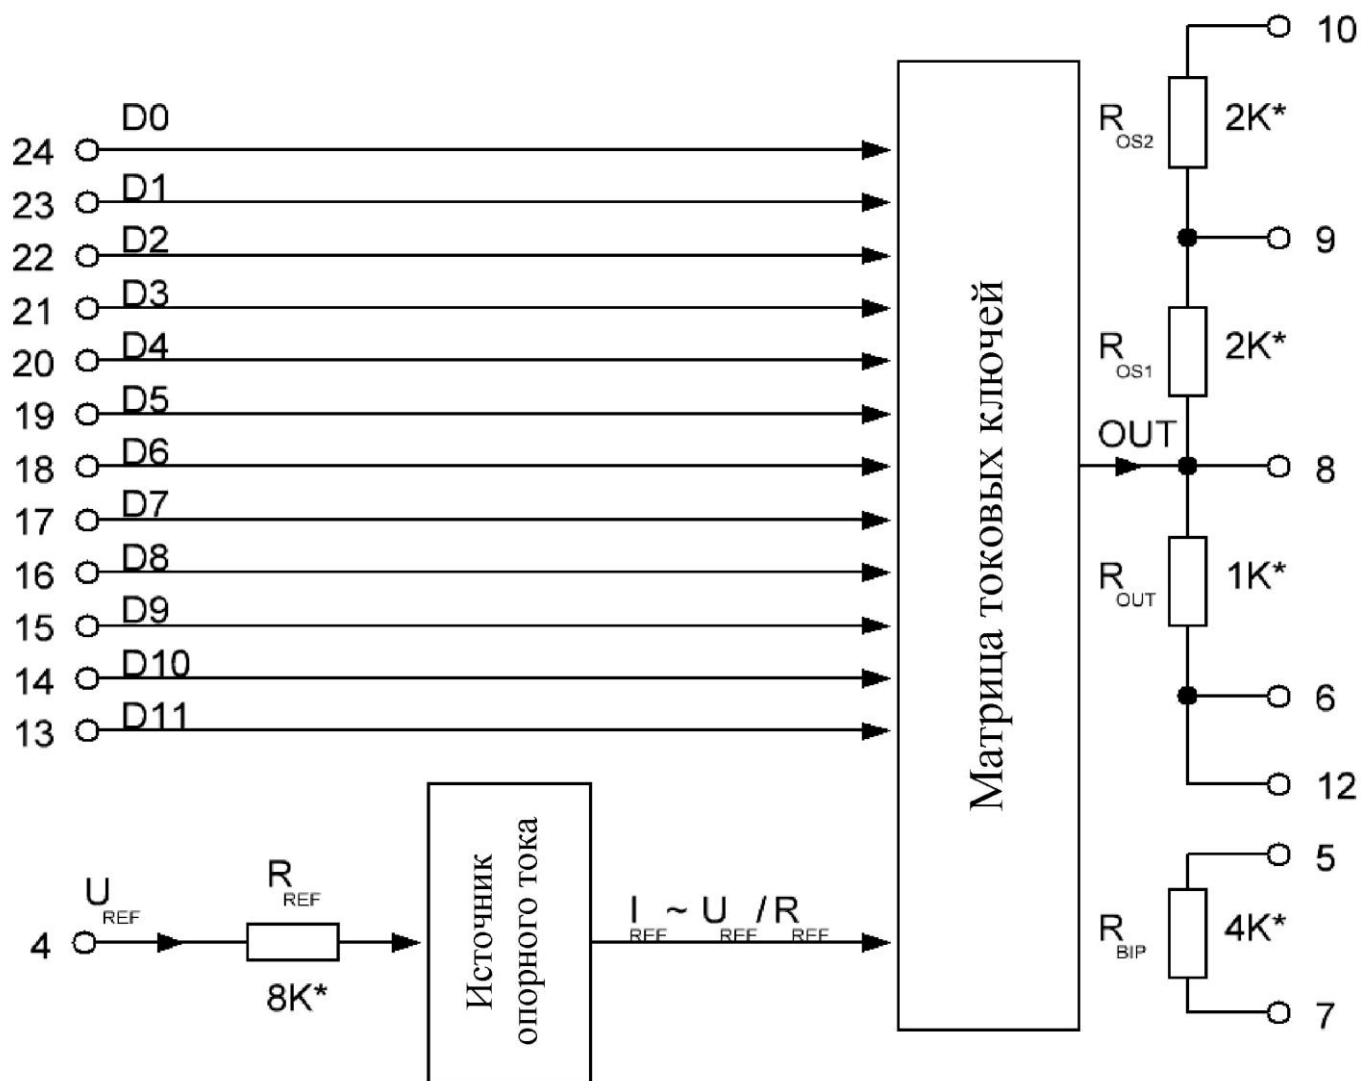 10
D0
R OS2
2K*
24
D1
23
D2
22
9
D3
21
D4
20
R OS1
2K*
D5
19
OUT
D6
18
8
D7
17
D8
16
R OUT
1K*
D9
15
D10
14
6
D11
13
12
Матрица токовых ключей
5
U REF
R REF
4
8K*
Источник
опорного тока
I REF ~ U REF / R REF
R BIP
4K*
7